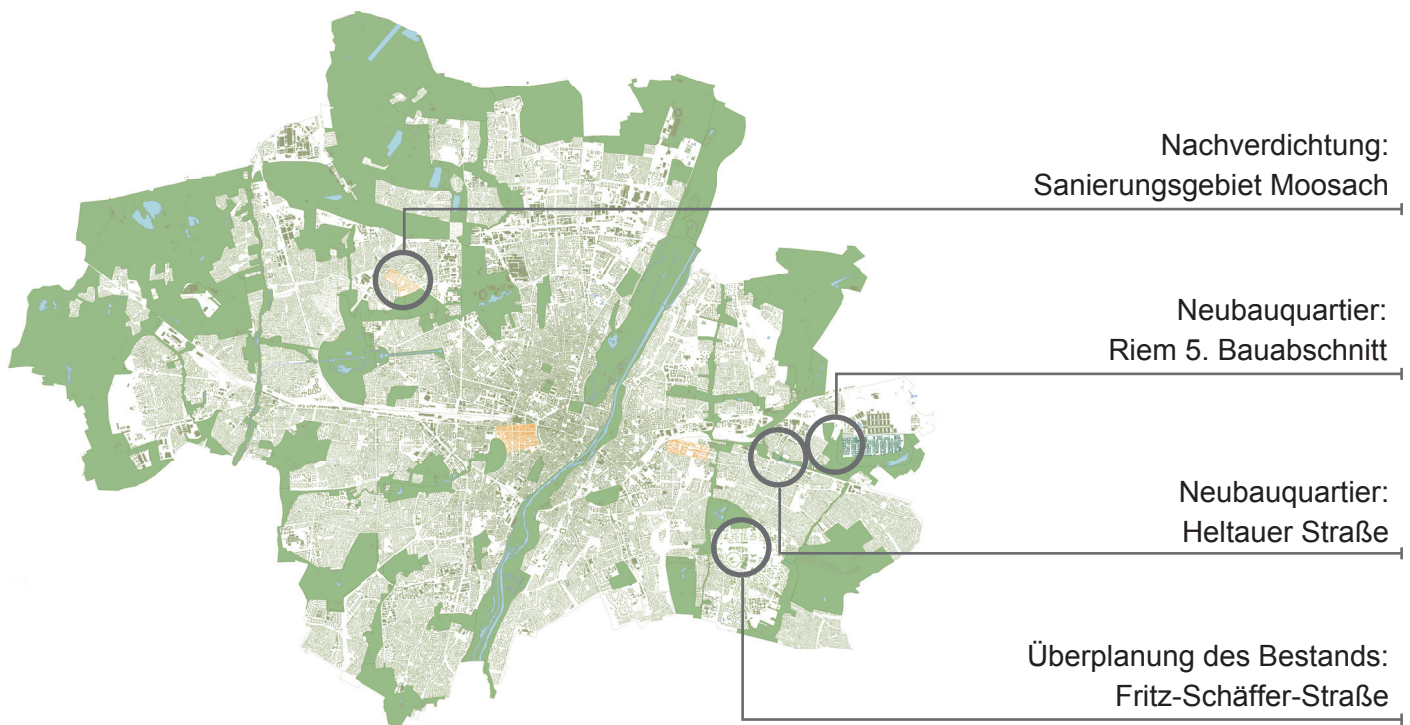 Nachverdichtung:
Sanierungsgebiet Moosach
Neubauquartier:
Riem 5. Bauabschnitt
Neubauquartier:
Heltauer Straße
Überplanung des Bestands:
Fritz-Schäffer-Straße